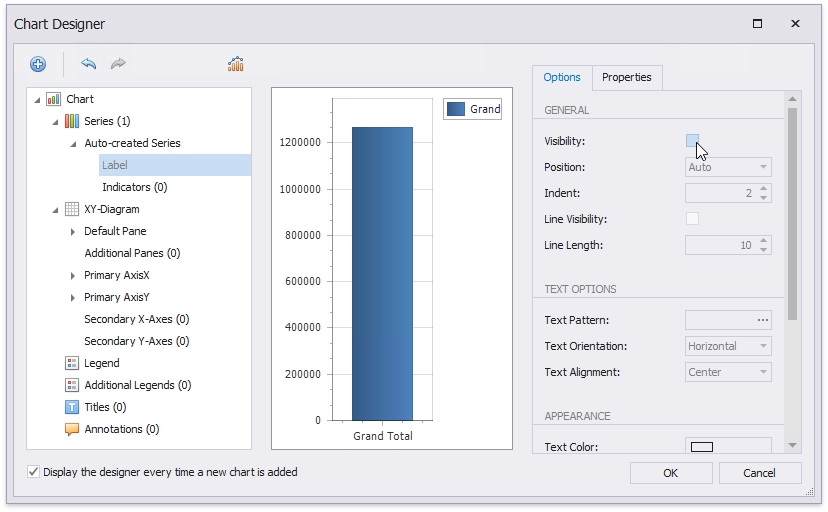 Chart Designer
Chart
Series (1)
Auto-created Series
Label
Indicators (0)
XY-Diagram
Default Pane
Additional Panes (0)
Primary AxisX
Primary AxisY
Secondary X-Axes (0)
Secondary Y-Axes (0)
Legend
Additional Legends (0)
Titles (0)
Annotations (0)
Grand
1200000
1000000
800000
600000
400000
200000
0
Grand Total
Options Properties
GENERAL
Visibility:
Position: Auto
Indent: 2
Line Visibility:
Line Length: 10
TEXT OPTIONS
Text Pattern: ...
Text Orientation: Horizontal
Text Alignment: Center
APPEARANCE
Text Color:
Display the designer every time a new chart is added
OK Cancel